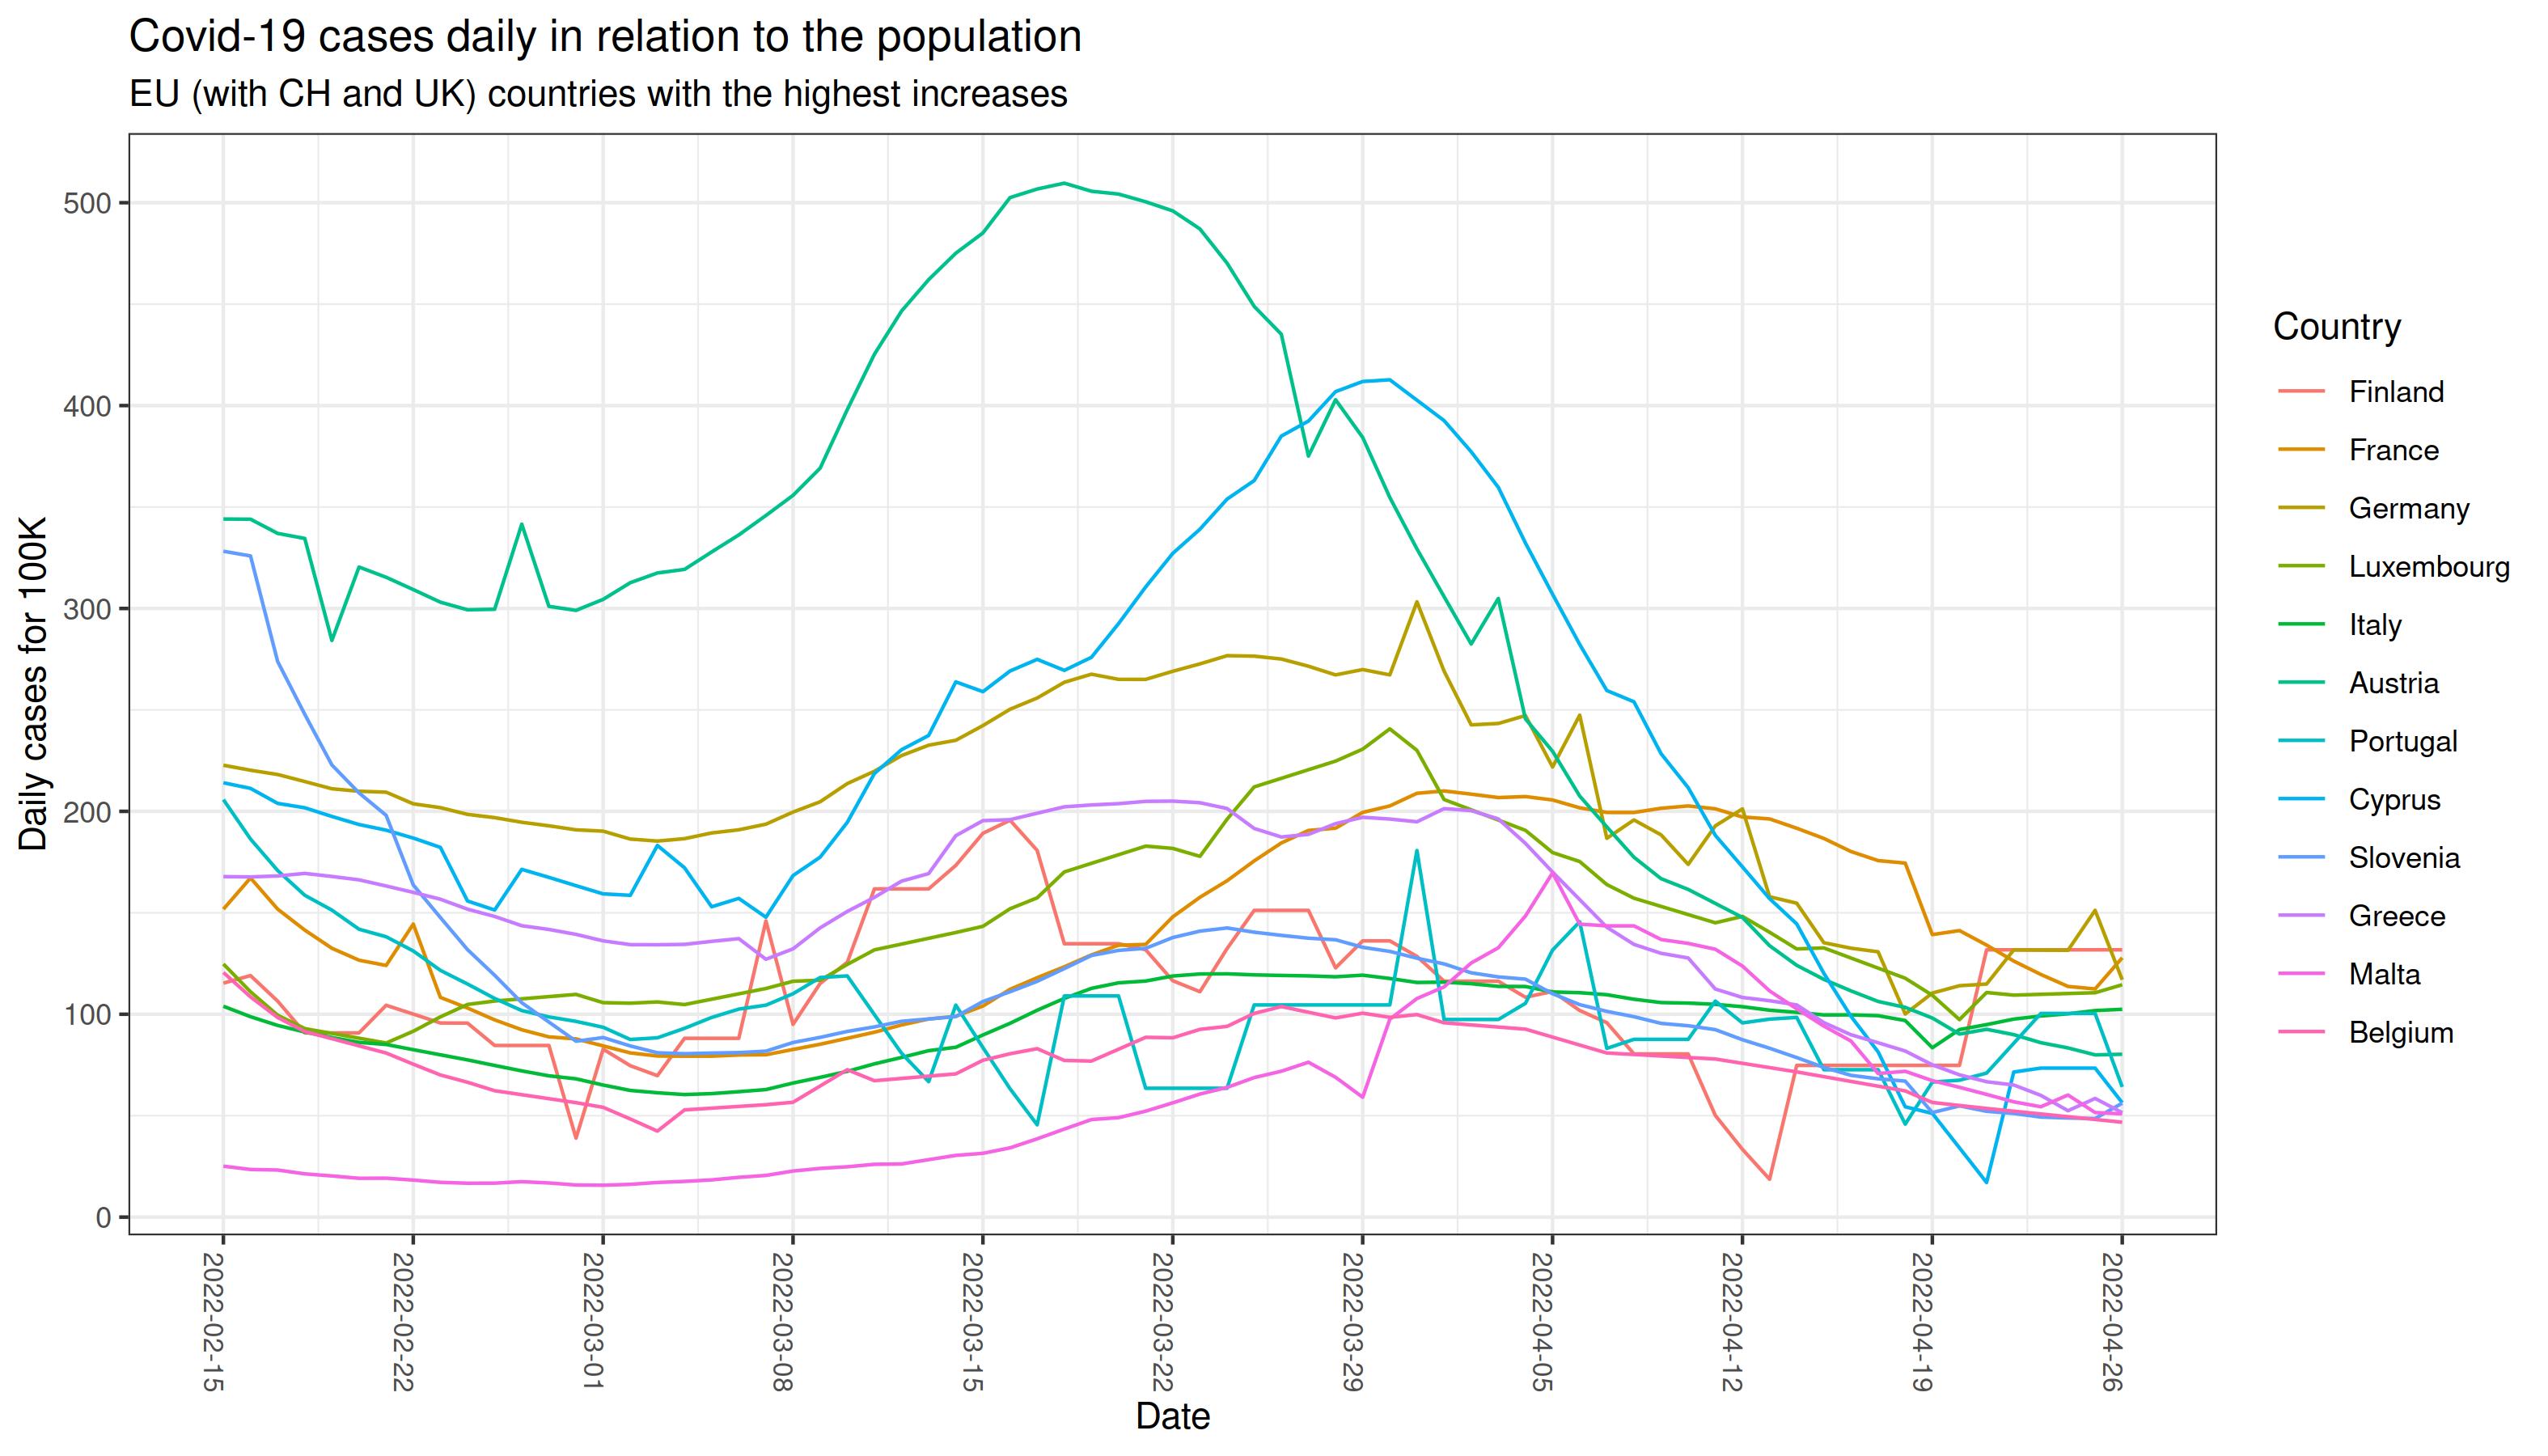 Covid-19 cases daily in relation to the population
EU (with CH and UK) countries with the highest increases
Daily cases for 100K
500
400
300
200
100
0
2022-02-15
2022-02-22
2022-03-01
2022-03-08
2022-03-15
2022-03-22
2022-03-29
2022-04-05
2022-04-12
2022-04-19
2022-04-26
Date
Country
Finland
France
Germany
Luxembourg
Italy
Austria
Portugal
Cyprus
Slovenia
Greece
Malta
Belgium